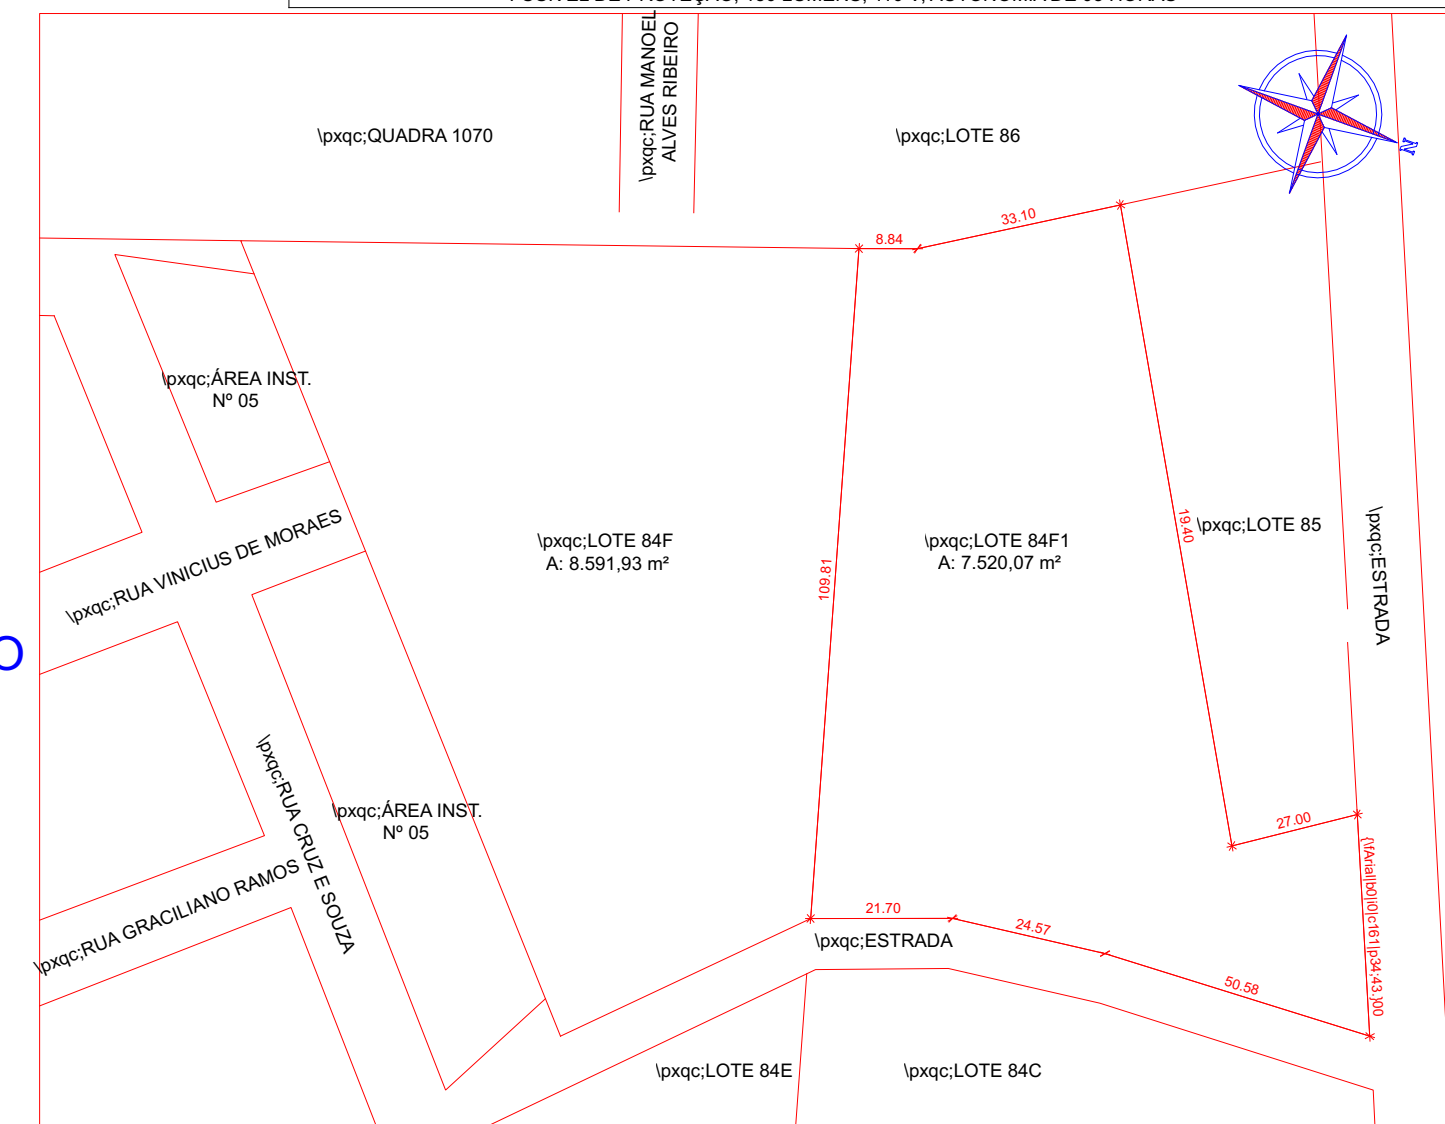 \pxqc;RUA MANOEL
ALVES RIBEIRO
\pxqc;QUADRA 1070
\pxqc;LOTE 86
N
33.10
8.84
\pxqc;ÁREA INST.
Nº 05
\pxqc;RUA VINICIUS DE MORAES
\pxqc;LOTE 84F
A: 8.591,93 m²
109.81
\pxqc;LOTE 84F1
A: 7.520,07 m²
19.40
\pxqc;LOTE 85
\pxqc;ESTRADA
O
\pxqc;RUA CRUZ E SOUZA
\pxqc;ÁREA INST.
Nº 05
27.00
{\fArial|b0|i0|c161|p34;43.}00
\pxqc;RUA GRACILIANO RAMOS
21.70
24.57
\pxqc;ESTRADA
50.58
\pxqc;LOTE 84E
\pxqc;LOTE 84C